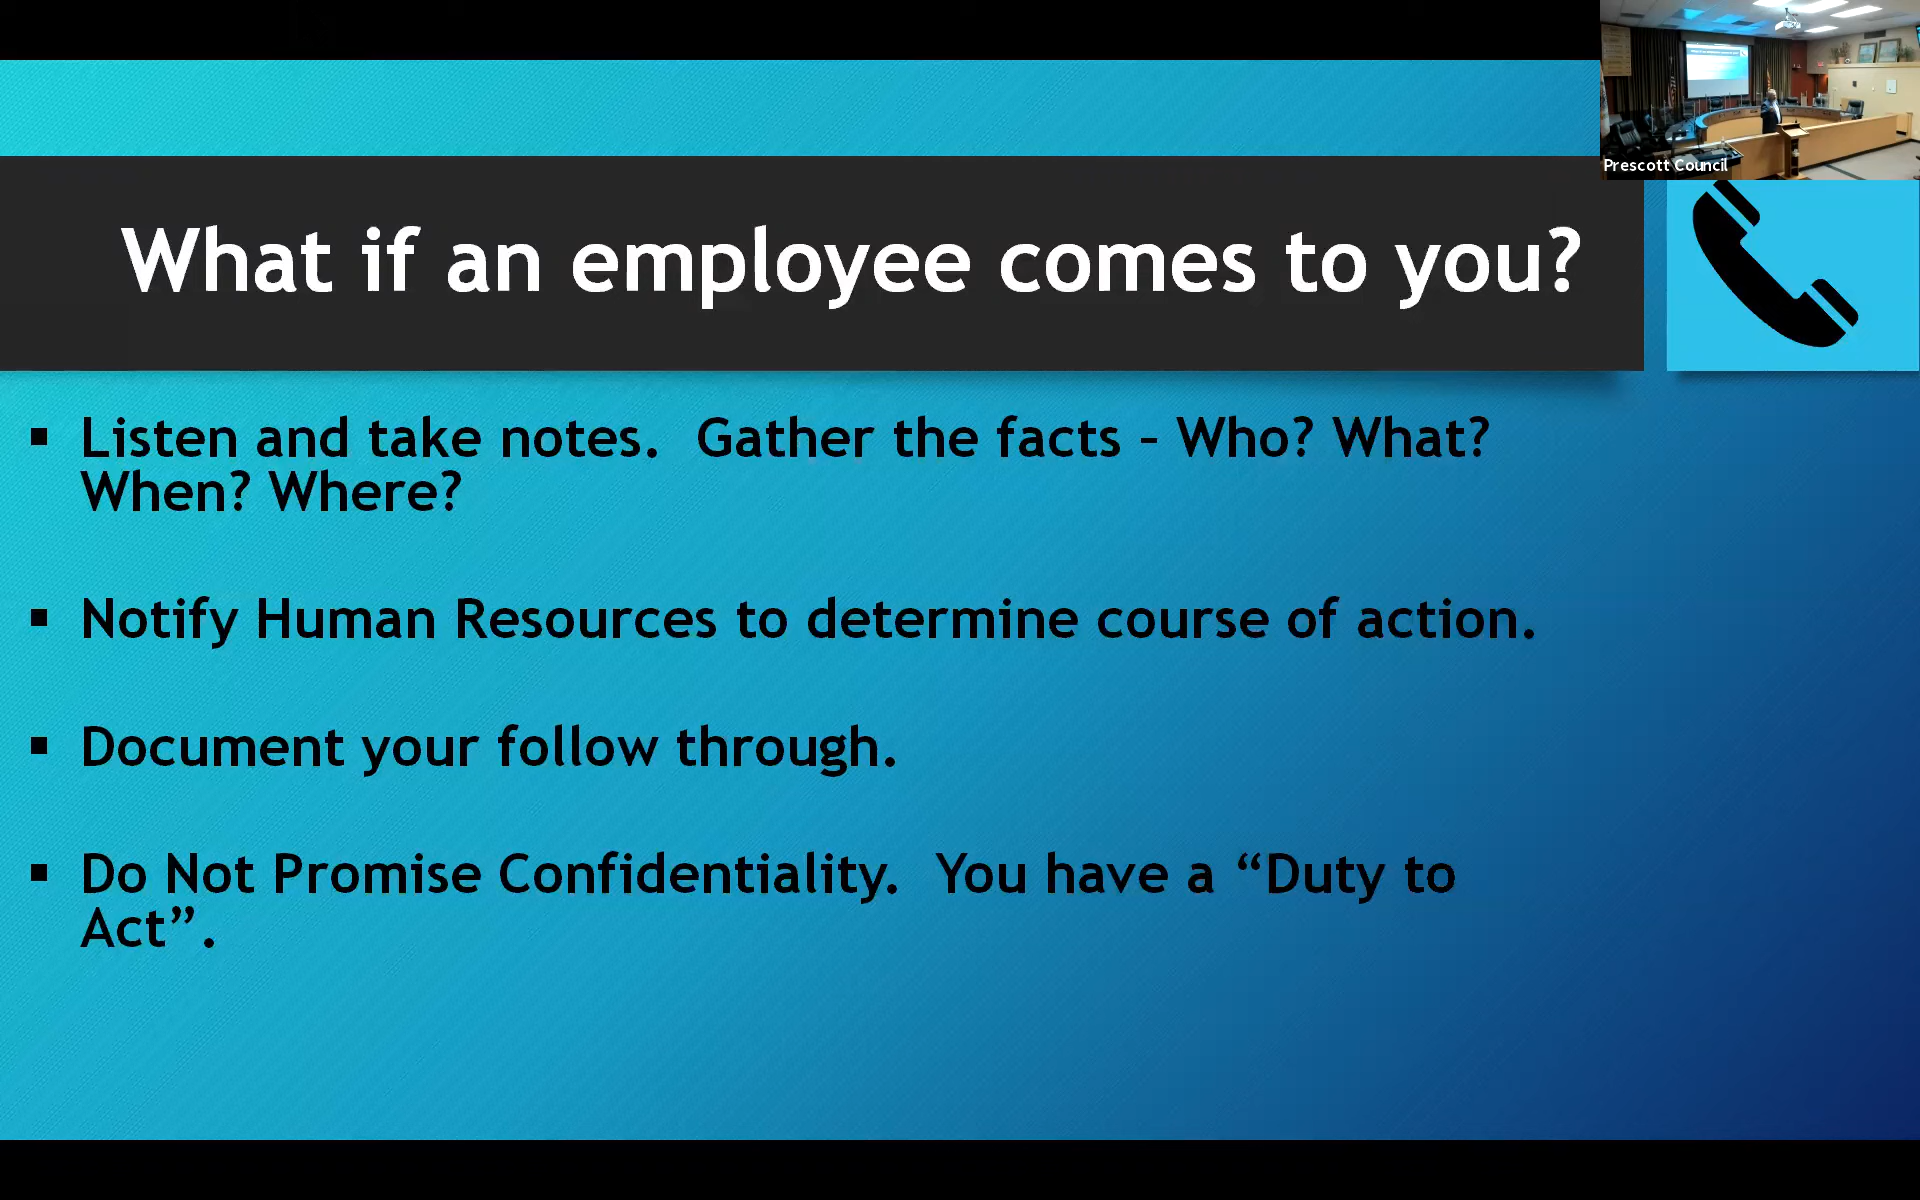 Prescott Council
What if an employee comes to you?
▪ Listen and take notes.  Gather the facts – Who? What?
When? Where?
▪ Notify Human Resources to determine course of action.
▪ Document your follow through.
▪ Do Not Promise Confidentiality.  You have a “Duty to
Act”.